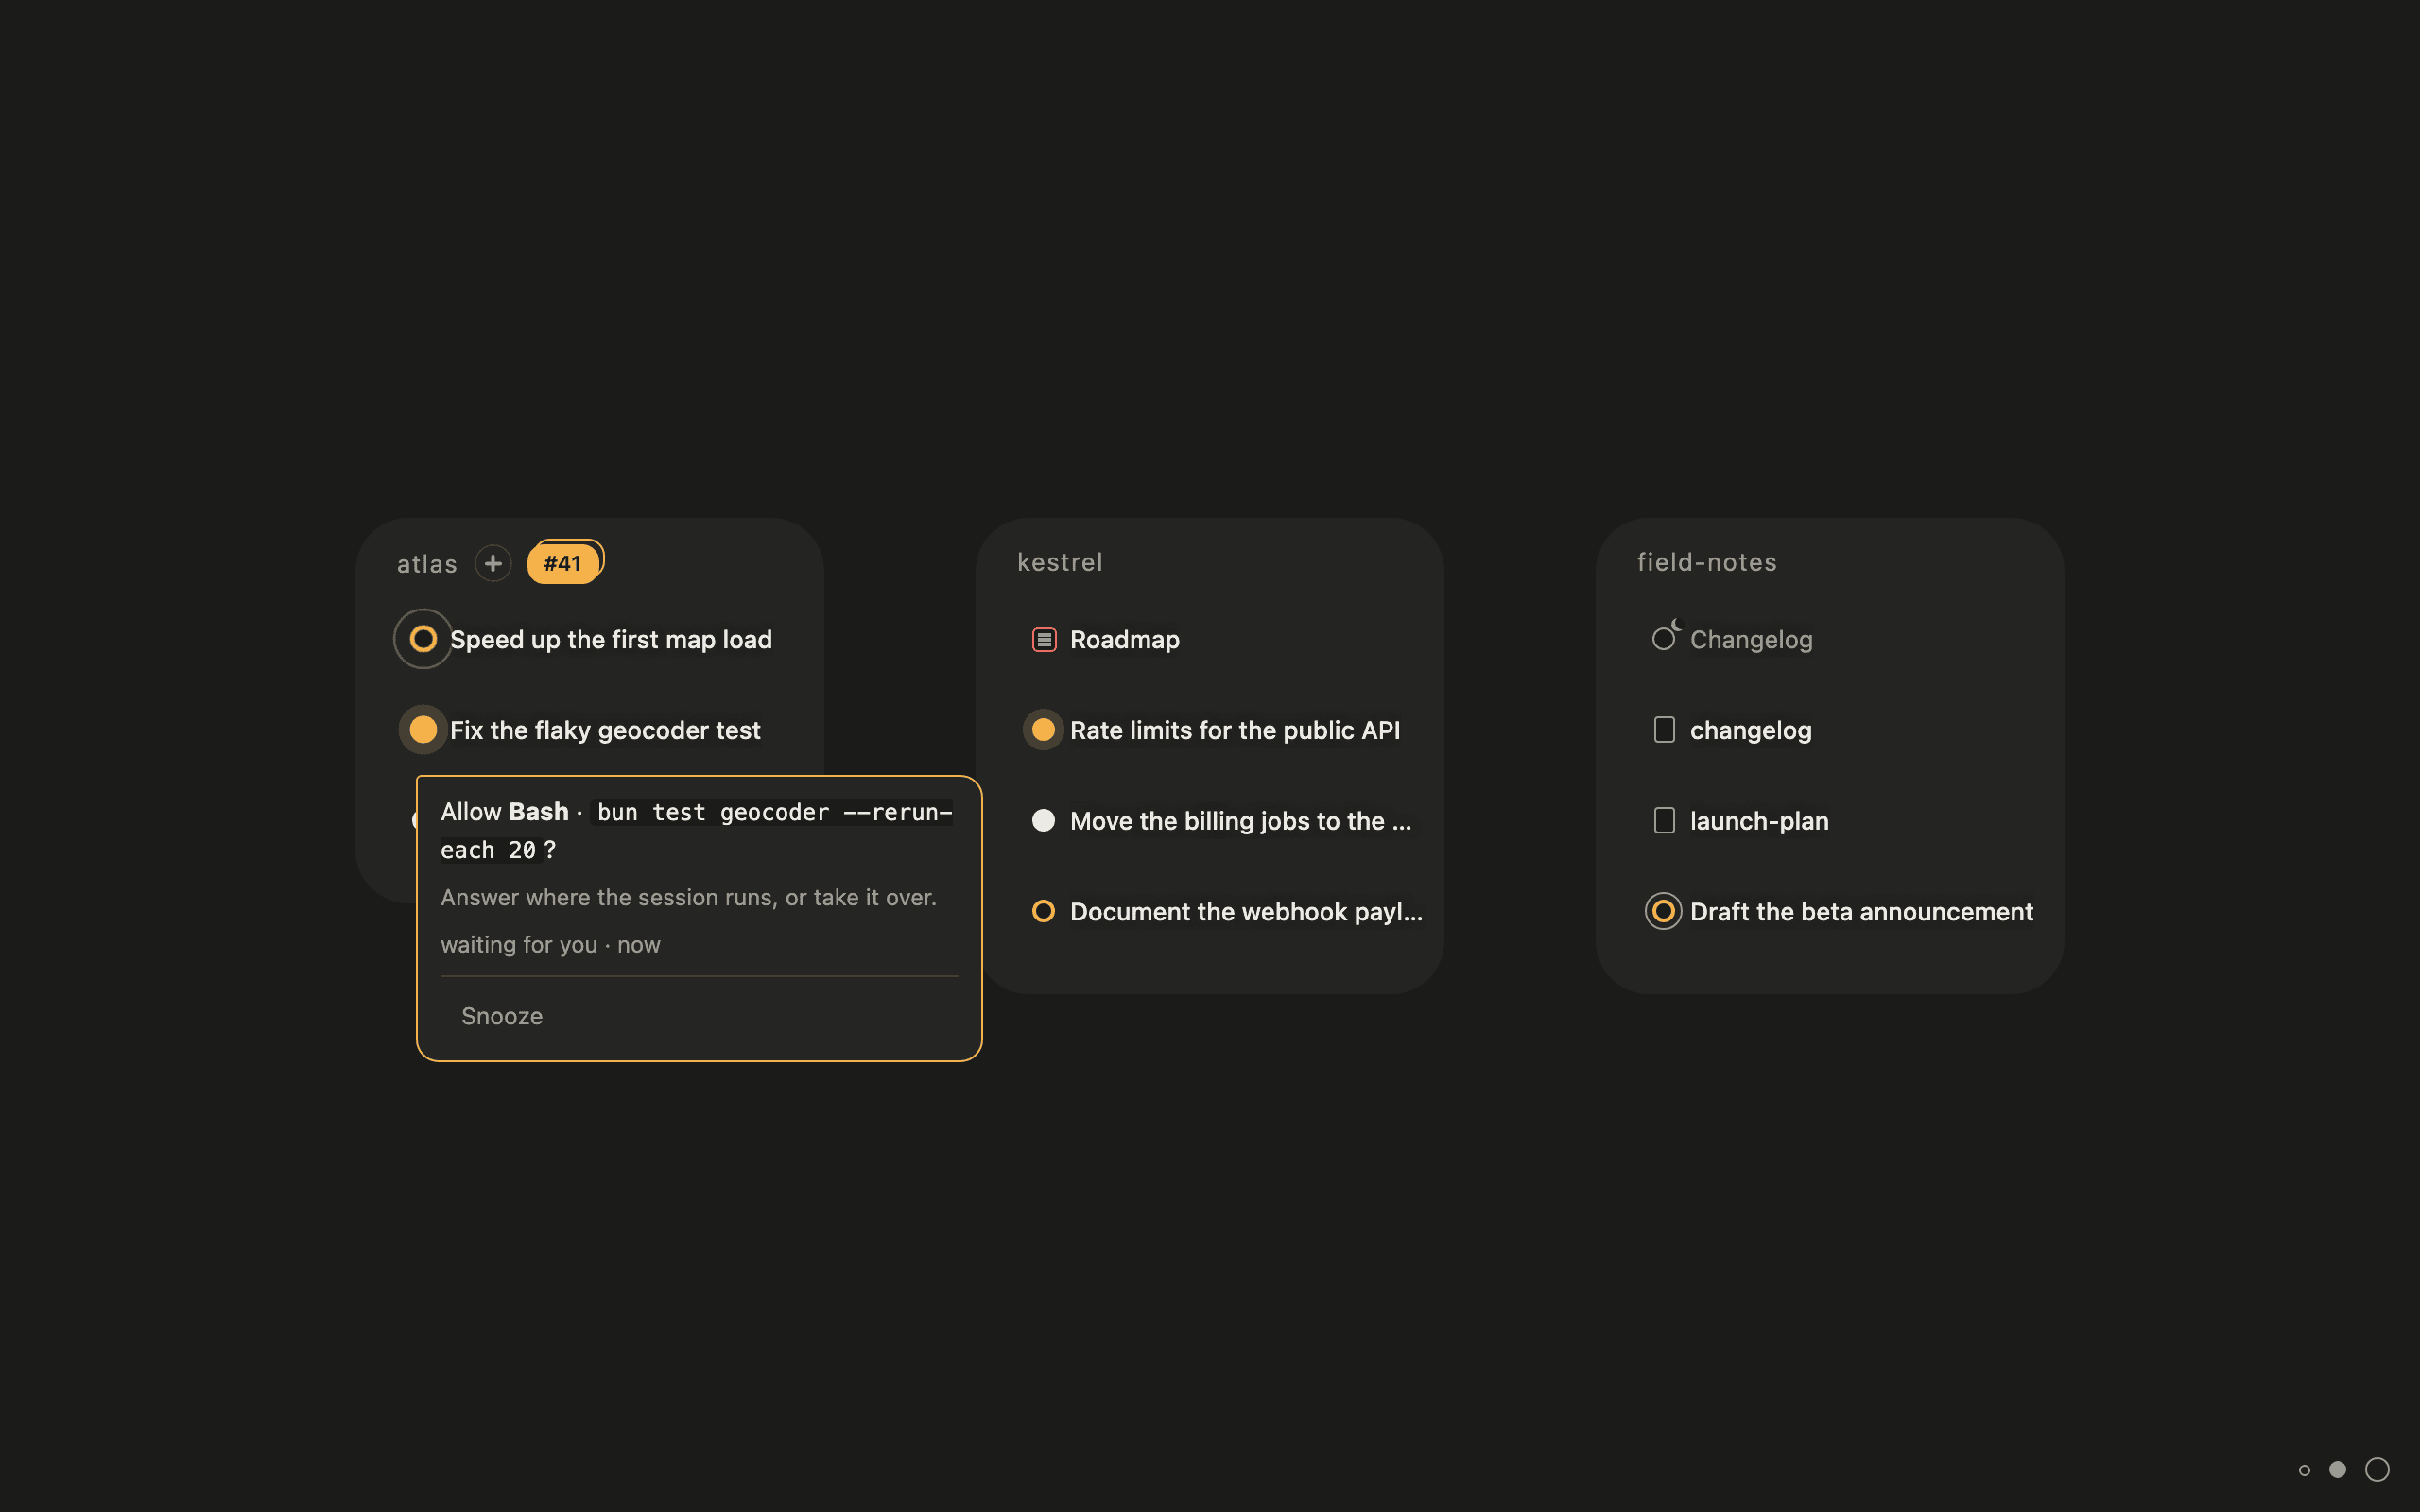 atlas
#41
Speed up the first map load
Fix the flaky geocoder test
Allow Bash · bun test geocoder --rerun-
each 20 ?
Answer where the session runs, or take it over.
waiting for you · now
Snooze
kestrel
Roadmap
Rate limits for the public API
Move the billing jobs to the ...
Document the webhook payl...
field-notes
Changelog
changelog
launch-plan
Draft the beta announcement